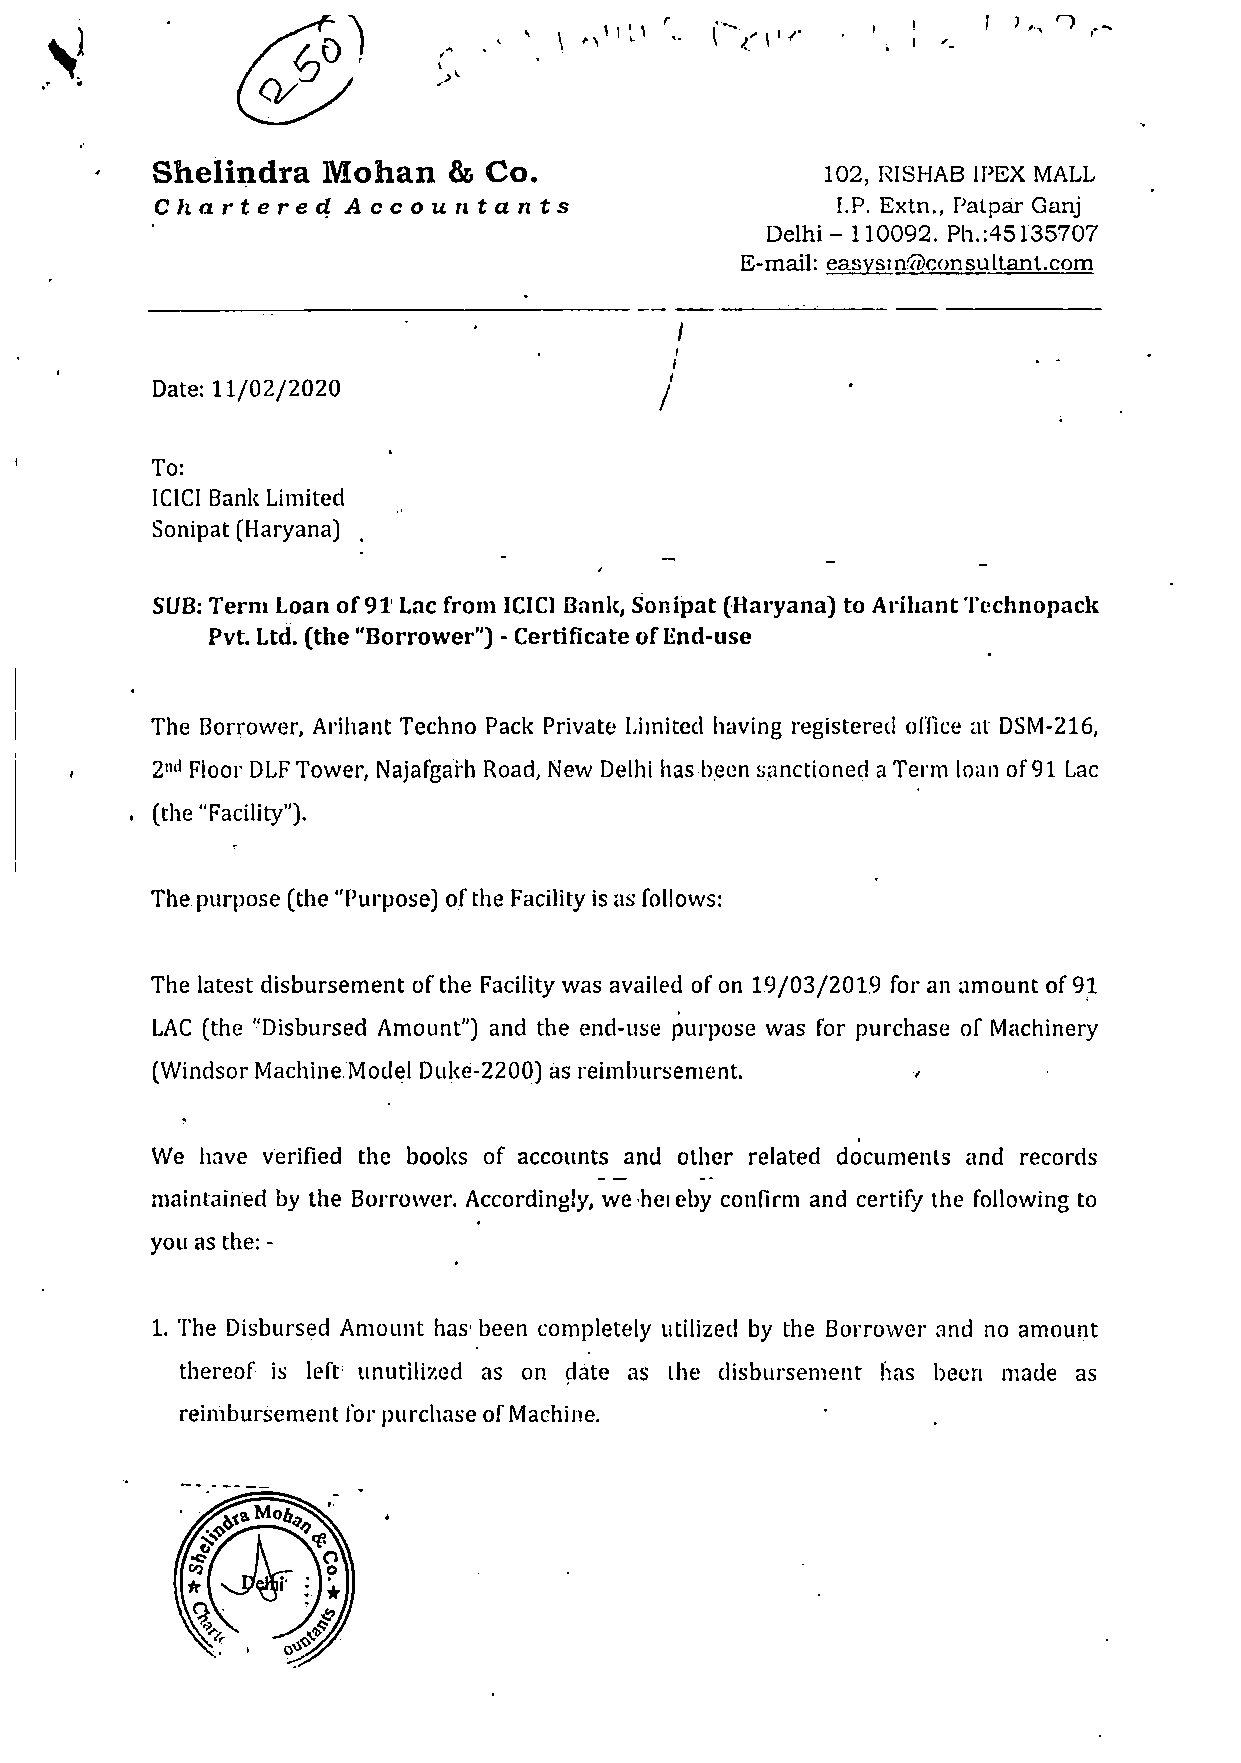 250
Shelindra Mohan & Co.
Chartered Accountants
102, RISHAB IPEX MALL
I.P. Extn., Patpar Ganj
Delhi – 110092. Ph.:45135707
E-mail: easysin@consultant.com
Date: 11/02/2020
To:
ICICI Bank Limited
Sonipat (Haryana)
SUB: Term Loan of 91 Lac from ICICI Bank, Sonipat (Haryana) to Arihant Technopack
Pvt. Ltd. (the "Borrower") - Certificate of End-use
The Borrower, Arihant Techno Pack Private Limited having registered office at DSM-216,
2nd Floor DLF Tower, Najafgarh Road, New Delhi has been sanctioned a Term loan of 91 Lac
(the "Facility").
The purpose (the "Purpose) of the Facility is as follows:
The latest disbursement of the Facility was availed of on 19/03/2019 for an amount of 91
LAC (the "Disbursed Amount") and the end-use purpose was for purchase of Machinery
(Windsor Machine Model Duke-2200) as reimbursement.
We have verified the books of accounts and other related documents and records
maintained by the Borrower. Accordingly, we hereby confirm and certify the following to
you as the: -
1. The Disbursed Amount has been completely utilized by the Borrower and no amount
thereof is left unutilized as on date as the disbursement has been made as
reimbursement for purchase of Machine.
Shelindra Mohan & Co.
Delhi